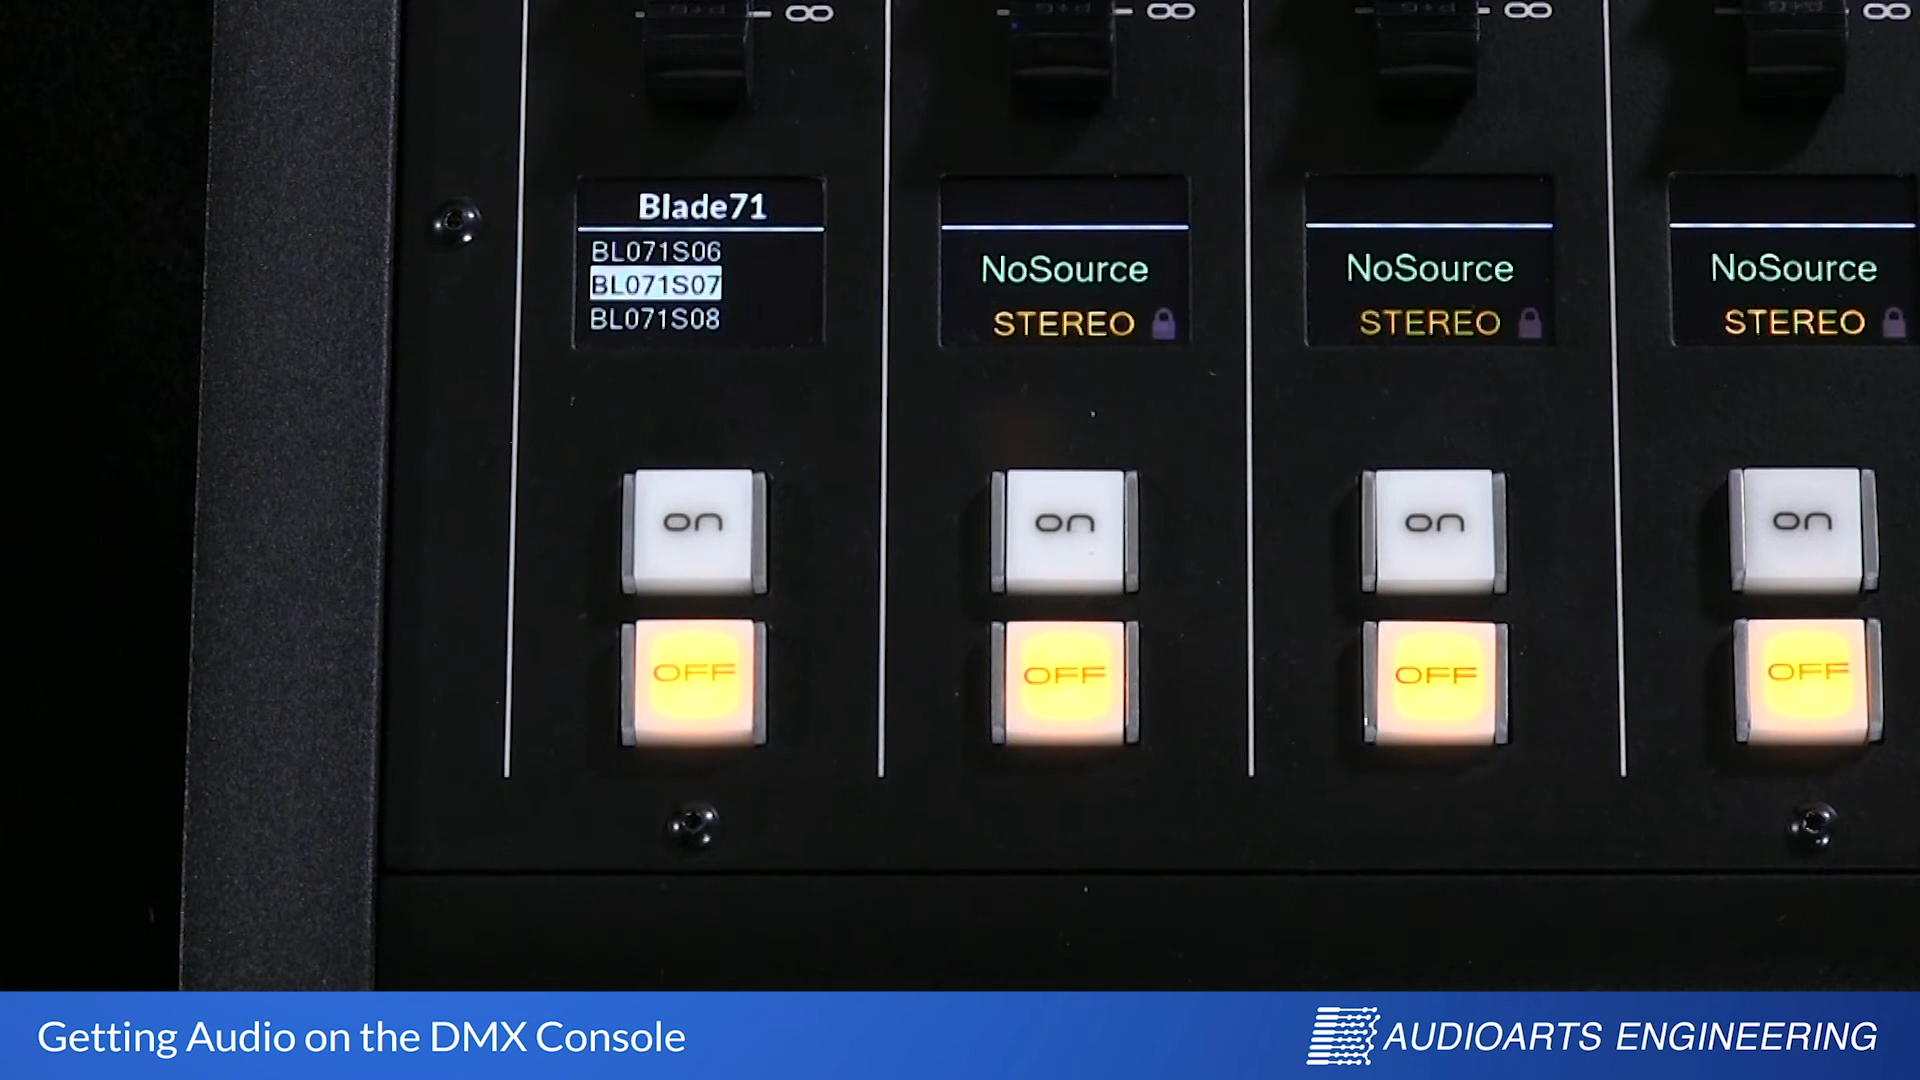 ∞ ∞ ∞ ∞
Blade71
BL071S06
BL071S07
BL071S08
NoSource
STEREO
NoSource
STEREO
NoSource
STEREO
on on on on
OFF OFF OFF OFF
Getting Audio on the DMX Console
AUDIOARTS ENGINEERING